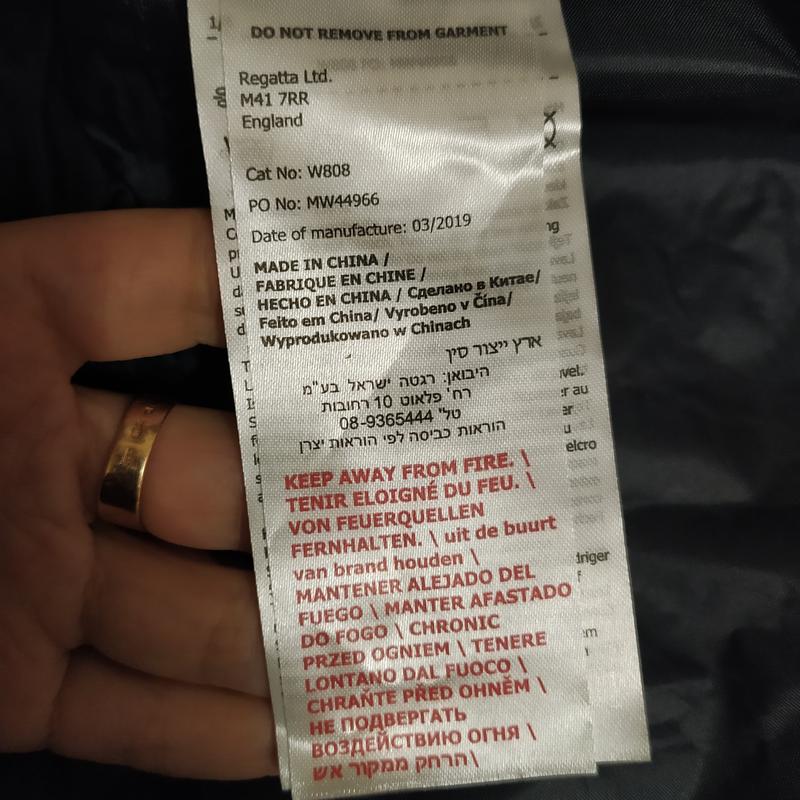 DO NOT REMOVE FROM GARMENT
Regatta Ltd.
M41 7RR
England
Cat No: W808
PO No: MW44966
Date of manufacture: 03/2019
MADE IN CHINA /
FABRIQUE EN CHINE /
HECHO EN CHINA / Сделано в Китае/
Feito em China/ Vyrobeno v Čína/
Wyprodukowano w Chinach
ארץ ייצור סין
היבואן: רגטה ישראל בע"מ
רח' פלאוט 10 רחובות
טל" 08-9365444
הוראות כביסה לפי הוראות יצרן
KEEP AWAY FROM FIRE. \
TENIR ELOIGNÉ DU FEU. \
VON FEUERQUELLEN
FERNHALTEN. \ uit de buurt
van brand houden \
MANTENER ALEJADO DEL
FUEGO \ MANTER AFASTADO
DO FOGO \ CHRONIC
PRZED OGNIEM \ TENERE
LONTANO DAL FUOCO \
CHRAŇTE PŘED OHNĚM \
НЕ ПОДВЕРГАТЬ
ВОЗДЕЙСТВИЮ ОГНЯ \
הרחק ממקור אש\